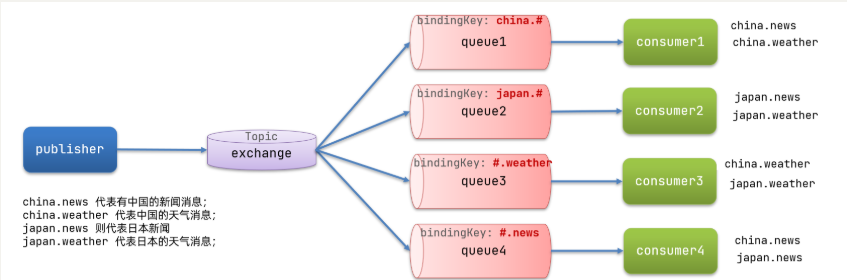 bindingKey: china.#
queue1
consumer1
china.news
china.weather
bindingKey: japan.#
queue2
consumer2
japan.news
japan.weather
publisher
Topic
exchange
bindingKey: #.weather
queue3
consumer3
china.weather
japan.weather
china.news 代表有中国的新闻消息;
china.weather 代表中国的天气消息;
japan.news 则代表日本新闻
japan.weather 代表日本的天气消息;
bindingKey: #.news
queue4
consumer4
china.news
japan.news